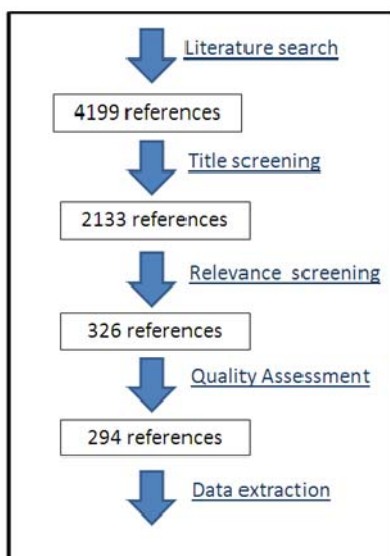 Literature search
4199 references
Title screening
2133 references
Relevance screening
326 references
Quality Assessment
294 references
Data extraction